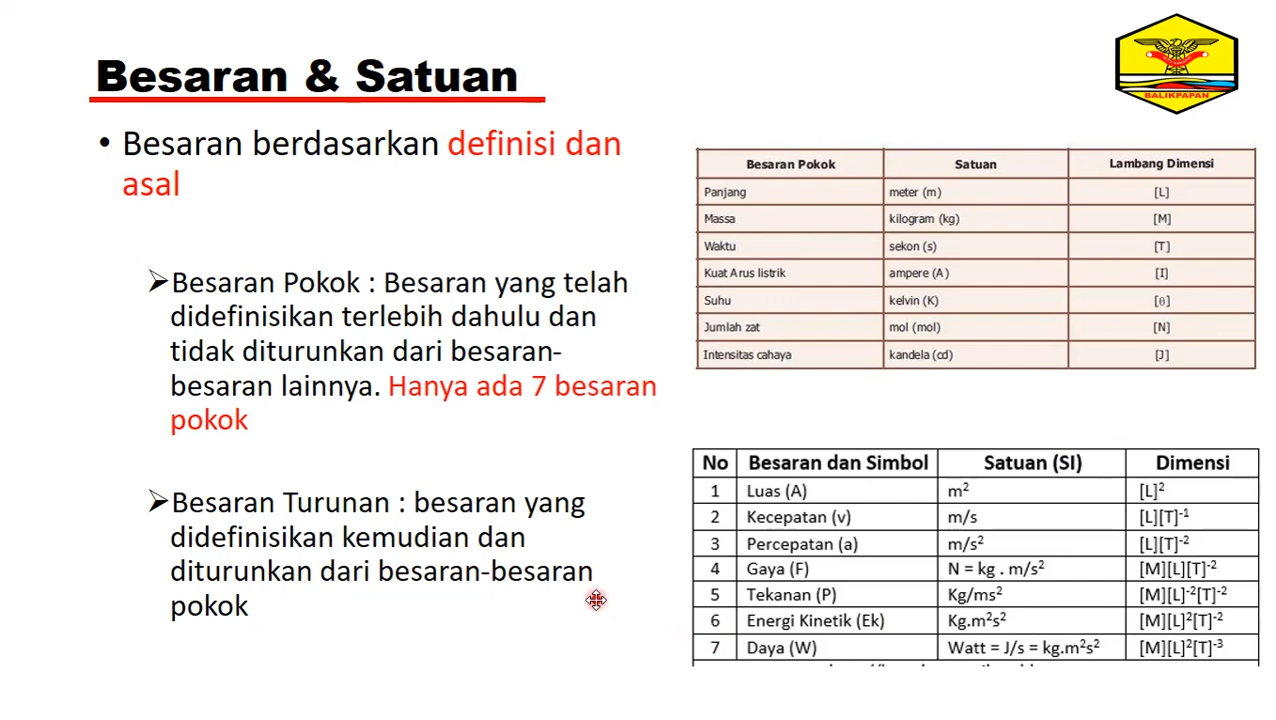 Besaran & Satuan
BALIKPAPAN
• Besaran berdasarkan definisi dan
asal
➢Besaran Pokok : Besaran yang telah
didefinisikan terlebih dahulu dan
tidak diturunkan dari besaran-
besaran lainnya. Hanya ada 7 besaran
pokok
➢Besaran Turunan : besaran yang
didefinisikan kemudian dan
diturunkan dari besaran-besaran
pokok
Besaran Pokok Satuan Lambang Dimensi
Panjang meter (m) [L]
Massa kilogram (kg) [M]
Waktu sekon (s) [T]
Kuat Arus listrik ampere (A) [I]
Suhu kelvin (K) [θ]
Jumlah zat mol (mol) [N]
Intensitas cahaya kandela (cd) [J]
No Besaran dan Simbol Satuan (SI) Dimensi
1 Luas (A) m² [L]²
2 Kecepatan (v) m/s [L][T]⁻¹
3 Percepatan (a) m/s² [L][T]⁻²
4 Gaya (F) N = kg . m/s² [M][L][T]⁻²
5 Tekanan (P) Kg/ms² [M][L]⁻²[T]⁻²
6 Energi Kinetik (Ek) Kg.m²s² [M][L]²[T]⁻²
7 Daya (W) Watt = J/s = kg.m²s² [M][L]²[T]⁻³